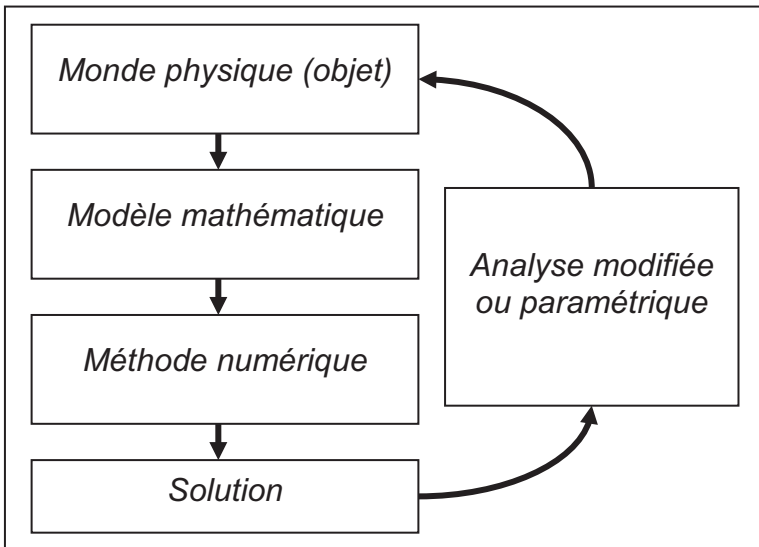 Monde physique (objet)
Modèle mathématique
Méthode numérique
Solution
Analyse modifiée
ou paramétrique